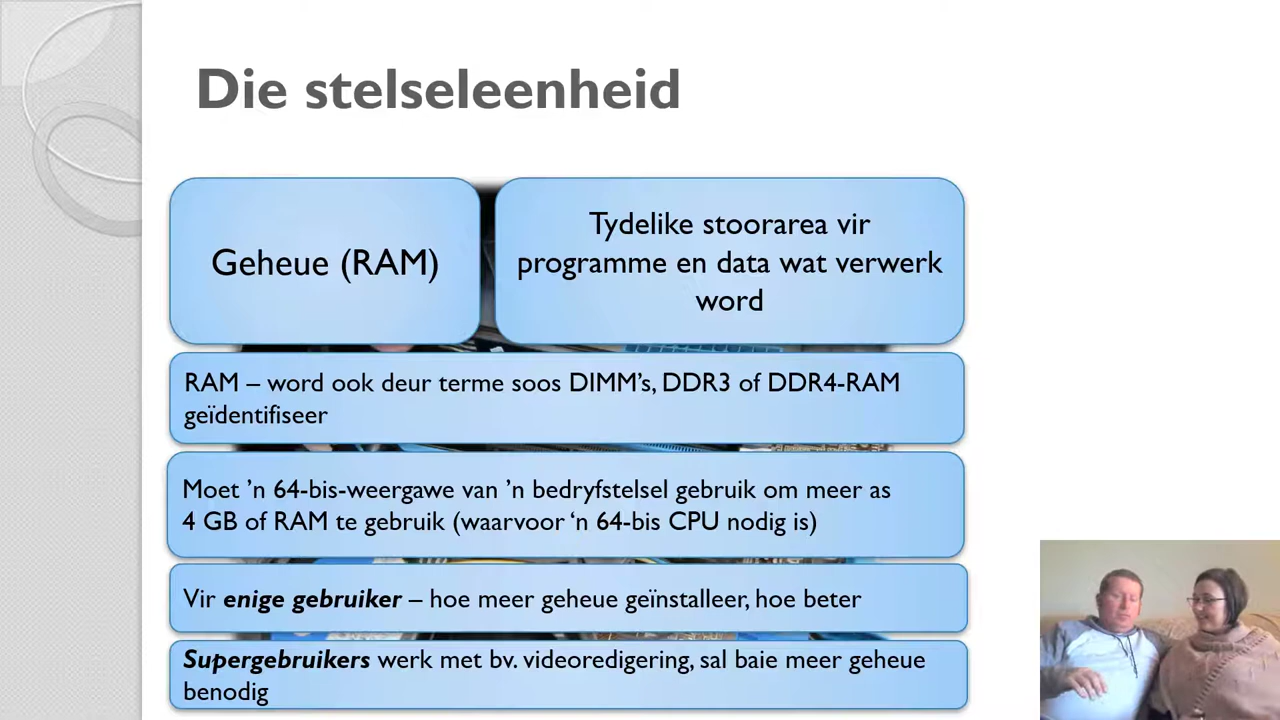 Die stelseleenheid
Geheue (RAM)
Tydelike stoorarea vir
programme en data wat verwerk
word
RAM – word ook deur terme soos DIMM’s, DDR3 of DDR4-RAM
geïdentifiseer
Moet ’n 64-bis-weergawe van ’n bedryfstelsel gebruik om meer as
4 GB of RAM te gebruik (waarvoor ‘n 64-bis CPU nodig is)
Vir enige gebruiker – hoe meer geheue geïnstalleer, hoe beter
Supergebruikers werk met bv. videoredigering, sal baie meer geheue
benodig